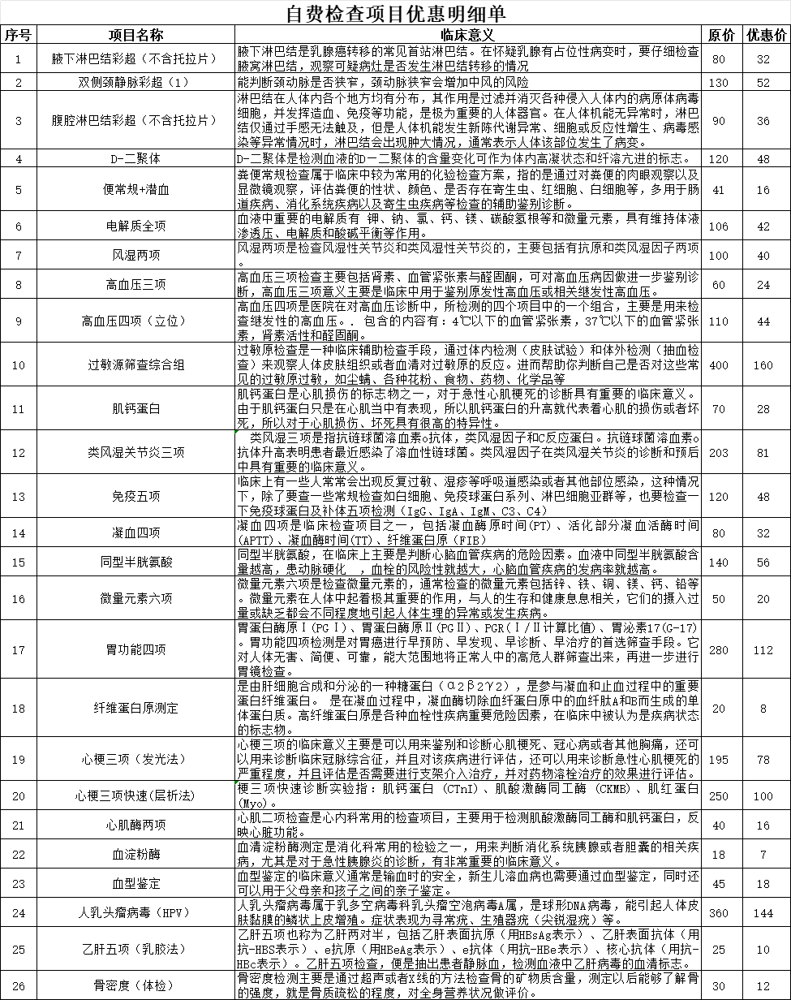 自费检查项目优惠明细单
序号 项目名称 临床意义 原价 优惠价
1 腋下淋巴结彩超（不含托拉片） 腋下淋巴结是乳腺癌转移的常见首站淋巴结。在怀疑乳腺有占位性病变时，要仔细检查
腋窝淋巴结，观察可疑病灶是否发生淋巴结转移的情况 80 32
2 双侧颈静脉彩超（1） 能判断颈动脉是否狭窄，颈动脉狭窄会增加中风的风险 130 52
3 腹腔淋巴结彩超（不含托拉片） 淋巴结在人体内各个地方均有分布，其作用是过滤并消灭各种侵入人体内的病原体病毒
细胞，并发挥造血、免疫等功能，是极为重要的人体器官。在人体机能无异常时，淋巴
结仅通过手感无法触及，但是人体机能发生新陈代谢异常、细胞或反应性增生、病毒感
染等异常情况时，淋巴结会出现肿大情况，通常表示人体该部位发生了病变。 90 36
4 D-二聚体 D-二聚体是检测血液的D一二聚体的含量变化可作为体内高凝状态和纤溶亢进的标志。 120 48
5 便常规+潜血 粪便常规检查属于临床中较为常用的化验检查方案，指的是通过对粪便的肉眼观察以及
显微镜观察，评估粪便的性状、颜色、是否存在寄生虫、红细胞、白细胞等，多用于肠
道疾病、消化系统疾病以及寄生虫疾病等检查的辅助鉴别诊断。 41 16
6 电解质全项 血液中重要的电解质有 钾、钠、氯、钙、镁、碳酸氢根等和微量元素，具有维持体液
渗透压、电解质和酸碱平衡等作用。 106 42
7 风湿两项 风湿两项是检查风湿性关节炎和类风湿性关节炎的，主要包括有抗原和类风湿因子两项
。 100 40
8 高血压三项 高血压三项检查主要包括肾素、血管紧张素与醛固酮，可对高血压病因做进一步鉴别诊
断，高血压三项意义主要是临床中用于鉴别原发性高血压或相关继发性高血压。 60 24
9 高血压四项（立位） 高血压四项是医院在对高血压诊断中，所检测的四个项目中的一个组合，主要是用来检
查继发性的高血压。. 包含的内容有：4℃以下的血管紧张素，37℃以下的血管紧张
素，肾素活性和醛固酮。 110 44
10 过敏源筛查综合组 过敏原检查是一种临床辅助检查手段，通过体内检测（皮肤试验）和体外检测（抽血检
查）来观察人体皮肤组织或者血清对过敏原的反应。进而帮助你判断自己是否对这些常
见的过敏原过敏，如尘螨、各种花粉、食物、药物、化学品等 400 160
11 肌钙蛋白 肌钙蛋白是心肌损伤的标志物之一，对于急性心肌梗死的诊断具有重要的临床意义。
由于肌钙蛋白只是在心肌当中有表现，所以肌钙蛋白的升高就代表着心肌的损伤或者坏
死，所以对于心肌损伤、坏死具有很高的特异性。 70 28
12 类风湿关节炎三项 类风湿三项是指抗链球菌溶血素o抗体，类风湿因子和C反应蛋白。抗链球菌溶血素o
抗体升高表明患者最近感染了溶血性链球菌。类风湿因子在类风湿关节炎的诊断和预后
中具有重要的临床意义。 203 81
13 免疫五项 临床上有一些人常常会出现反复过敏、湿疹等呼吸道感染或者其他部位感染，这种情况
下，除了要查一些常规检查如白细胞、免疫球蛋白系列、淋巴细胞亚群等，也要检查一
下免疫球蛋白及补体五项检测（IgG、IgA、IgM、C3、C4） 120 48
14 凝血四项 凝血四项是临床检查项目之一，包括凝血酶原时间(PT)、活化部分凝血活酶时间
(APTT)、凝血酶时间(TT)、纤维蛋白原（FIB） 80 32
15 同型半胱氨酸 同型半胱氨酸，在临床上主要是判断心脑血管疾病的危险因素。血液中同型半胱氨酸
含量越高，患动脉硬化 ，血栓的风险性就越大，心脑血管疾病的发病率就越高。 140 56
16 微量元素六项 微量元素六项是检查微量元素的，通常检查的微量元素包括锌、铁、铜、镁、钙、铅等
。微量元素在人体中起着极其重要的作用，与人的生存和健康息息相关，它们的摄入过
量或缺乏都会不同程度地引起人体生理的异常或发生疾病。 50 20
17 胃功能四项 胃蛋白酶原Ⅰ(PGⅠ)、胃蛋白酶原Ⅱ(PGⅡ)、PGR(Ⅰ/Ⅱ计算比值)、胃泌素17(G-17)
。胃功能四项检测是对胃癌进行早预防、早发现、早诊断、早治疗的首选筛查手段。它
对人体无害、简便、可靠，能大范围地将正常人中的高危人群筛查出来，再进一步进行
胃镜检查。 280 112
18 纤维蛋白原测定 是由肝细胞合成和分泌的一种糖蛋白（α2β2γ2），是参与凝血和止血过程中的重要
蛋白纤维蛋白。 是在凝血过程中，凝血酶切除血纤蛋白原中的血纤肽A和B而生成的单
体蛋白质。高纤维蛋白原是各种血栓性疾病重要危险因素，在临床中被认为是疾病状态
的标志物。 20 8
19 心梗三项（发光法） 心梗三项的临床意义主要是可以用来鉴别和诊断心肌梗死、冠心病或者其他胸痛，还可
以用来诊断临床冠脉综合征，并且对该疾病进行评估，还可以用来诊断急性心肌梗死的
严重程度，并且评估是否需要进行支架介入治疗，并对药物溶栓治疗的效果进行评估。 195 78
20 心梗三项快速(层析法) 梗三项快速诊断实验指：肌钙蛋白 (CTnI)、肌酸激酶同工酶 (CKMB)、肌红蛋白
(Myo)。 250 100
21 心肌酶两项 心肌二项检查是心内科常用的检查项目，主要用于检测肌酸激酶同工酶和肌钙蛋白，反
映心脏功能。 40 16
22 血淀粉酶 血清淀粉酶测定是消化科常用的检验之一，用来判断消化系统胰腺或者胆囊的相关疾
病，尤其是对于急性胰腺炎的诊断，有非常重要的临床意义。 18 7
23 血型鉴定 血型鉴定的临床意义通常是输血时的安全，新生儿溶血病也需要通过血型鉴定，同时还
可以用于父母亲和孩子之间的亲子鉴定。 45 18
24 人乳头瘤病毒（HPV） 人乳头瘤病毒属于乳多空病毒科乳头瘤空泡病毒A属，是球形DNA病毒，能引起人体皮
肤黏膜的鳞状上皮增殖。症状表现为寻常疣、生殖器疣（尖锐湿疣）等。 360 144
25 乙肝五项（乳胶法） 乙肝五项也称为乙肝两对半，包括乙肝表面抗原（用HBsAg表示）、乙肝表面抗体（用
抗-HBS表示）、e抗原（用HBeAg表示）、e抗体（用抗-HBe表示）、核心抗体（用抗-
HBc表示）。乙肝五项检查，便是抽出患者静脉血，检测血液中乙肝病毒的血清标志。 25 10
26 骨密度（体检） 骨密度检测主要是通过超声或者X线的方法检查骨的矿物质含量，测定以后能够了解骨
的强度，就是骨质疏松的程度，对全身营养状况做评价。 30 12